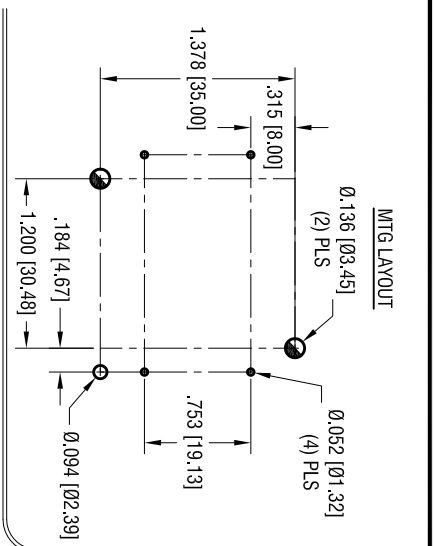 MTG LAYOUT
Ø.136 [Ø3.45]
(2) PLS
Ø.052 [Ø1.32]
(4) PLS
.315 [8.00]
1.378 [35.00]
.753 [19.13]
Ø.094 [Ø2.39]
.184 [4.67]
1.200 [30.48]